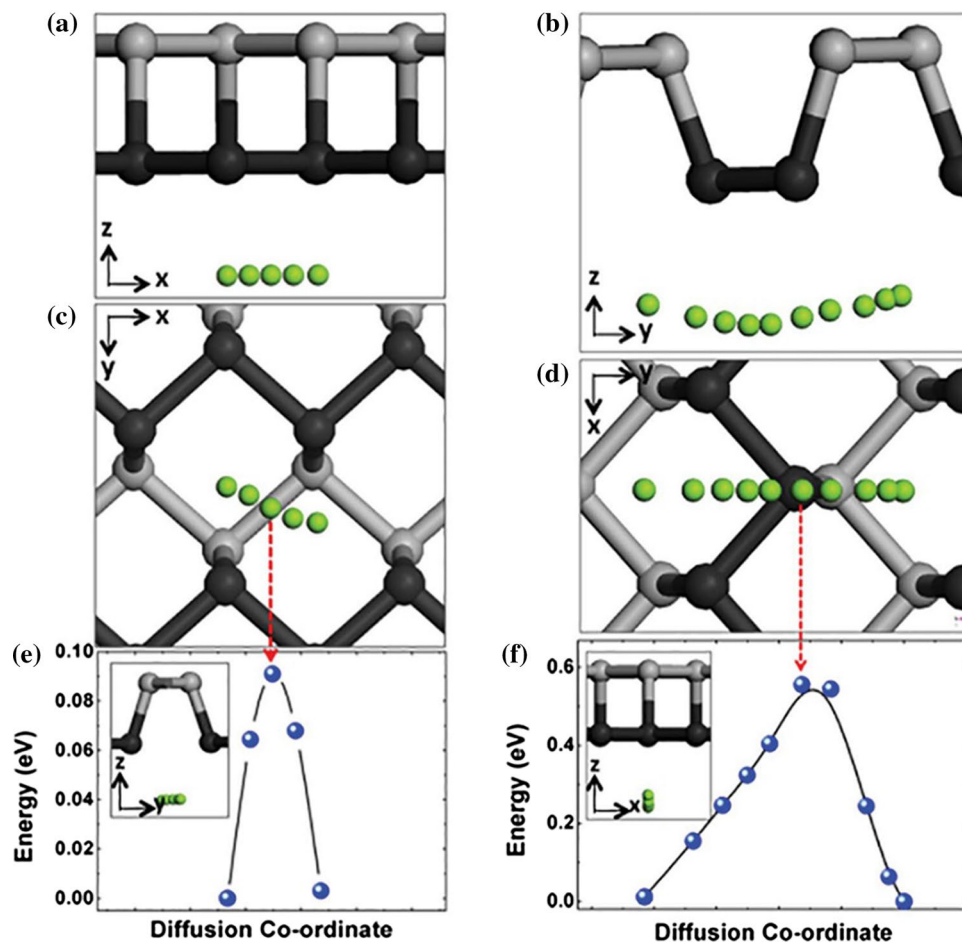 (a)
z
x
(b)
z
y
(c)
x
y
(d)
y
x
(e)
0.10
0.08
0.06
0.04
0.02
0.00
Energy (eV)
z
y
Diffusion Co-ordinate
(f)
0.6
0.4
0.2
0.0
Energy (eV)
z
x
Diffusion Co-ordinate